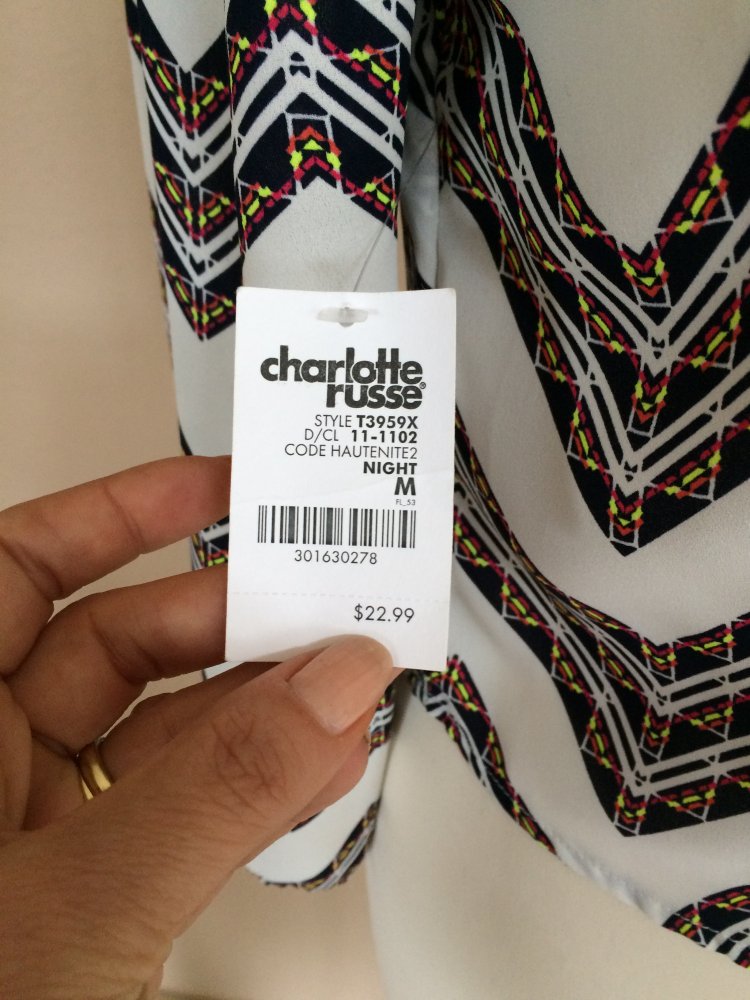 charlotte
russe®
STYLE T3959X
D/CL 11-1102
CODE HAUTENITE2
NIGHT
M
FL_53
301630278
$22.99